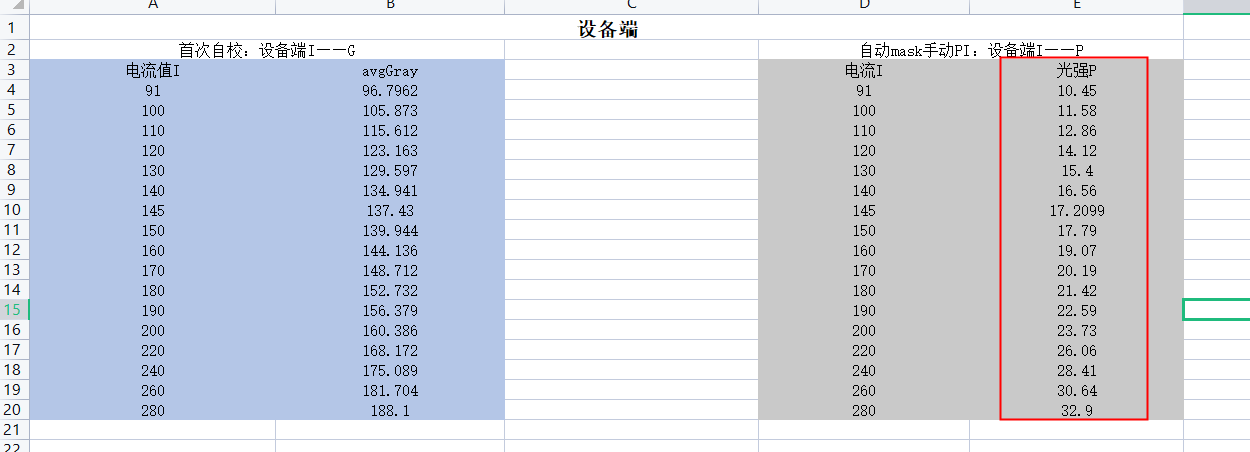 A B C D E
1 设备端
2 首次自校：设备端I——G 自动mask手动PI：设备端I——P
3 电流值I avgGray 电流I 光强P
4 91 96.7962 91 10.45
5 100 105.873 100 11.58
6 110 115.612 110 12.86
7 120 123.163 120 14.12
8 130 129.597 130 15.4
9 140 134.941 140 16.56
10 145 137.43 145 17.2099
11 150 139.944 150 17.79
12 160 144.136 160 19.07
13 170 148.712 170 20.19
14 180 152.732 180 21.42
15 190 156.379 190 22.59
16 200 160.386 200 23.73
17 220 168.172 220 26.06
18 240 175.089 240 28.41
19 260 181.704 260 30.64
20 280 188.1 280 32.9
21
22